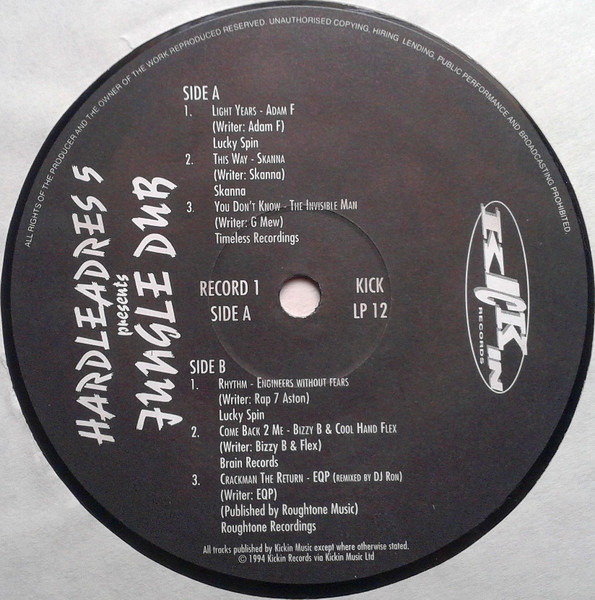 ALL RIGHTS OF THE PRODUCER AND THE OWNER OF THE WORK REPRODUCED RESERVED. UNAUTHORISED COPYING, HIRING, LENDING, PUBLIC PERFORMANCE AND BROADCASTING PROHIBITED.
HARDLEADRES 5
presents
JUNGLE DUB
SIDE A
1. LIGHT YEARS - ADAM F
(Writer: Adam F)
Lucky Spin
2. THIS WAY - SKANNA
(Writer: Skanna)
Skanna
3. YOU DON'T KNOW - THE INVISIBLE MAN
(Writer: G Mew)
Timeless Recordings
RECORD 1
SIDE A
KICK
LP 12
KICKIN
RECORDS
SIDE B
1. RHYTHM - ENGINEERS WITHOUT FEARS
(Writer: Rap 7 Aston)
Lucky Spin
2. COME BACK 2 ME - BIZZY B & COOL HAND FLEX
(Writer: Bizzy B & Flex)
Brain Records
3. CRACKMAN THE RETURN - EQP (REMIXED BY DJ RON)
(Writer: EQP)
(Published by Roughtone Music)
Roughtone Recordings
All tracks published by Kickin Music except where otherwise stated.
© 1994 Kickin Records via Kickin Music Ltd